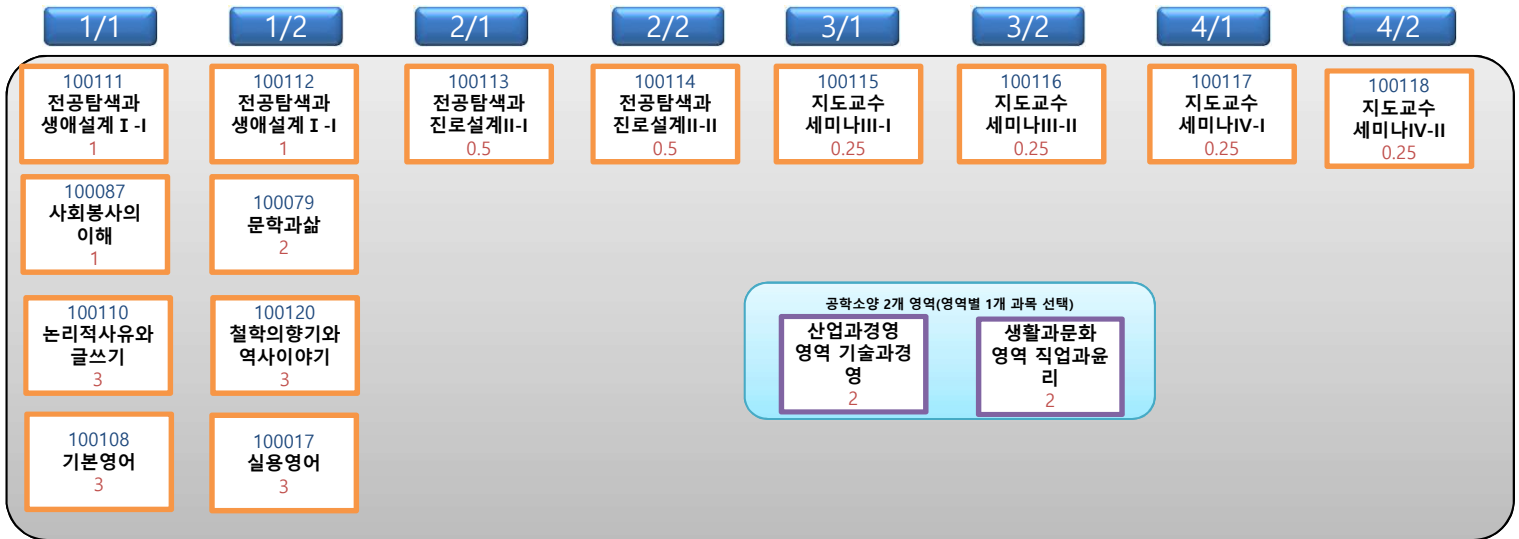 1/1
1/2
2/1
2/2
3/1
3/2
4/1
4/2
100111
전공탐색과
생애설계 I -I
1
100112
전공탐색과
생애설계 I -I
1
100113
전공탐색과
진로설계II-I
0.5
100114
전공탐색과
진로설계II-II
0.5
100115
지도교수
세미나III-I
0.25
100116
지도교수
세미나III-II
0.25
100117
지도교수
세미나IV-I
0.25
100118
지도교수
세미나IV-II
0.25
100087
사회봉사의
이해
1
100079
문학과삶
2
100110
논리적사유와
글쓰기
3
100120
철학의향기와
역사이야기
3
공학소양 2개 영역(영역별 1개 과목 선택)
산업과경영
영역 기술과경
영
2
생활과문화
영역 직업과윤
리
2
100108
기본영어
3
100017
실용영어
3